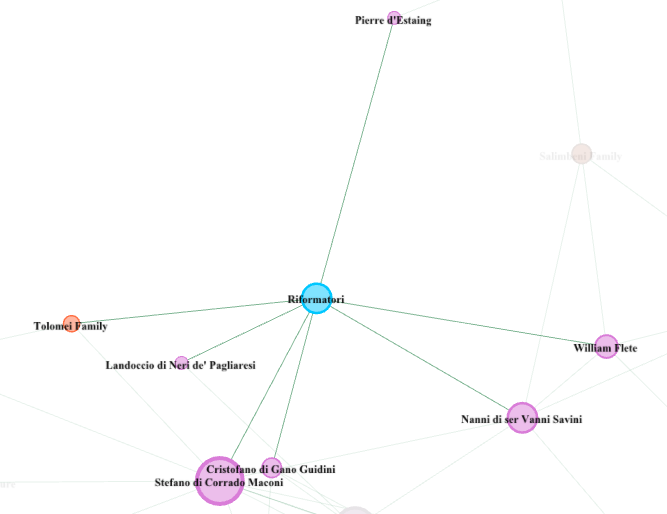 Pierre d'Estaing
Salimbeni Family
Riformatori
Tolomei Family
William Flete
Landoccio di Neri de' Pagliaresi
Nanni di ser Vanni Savini
Cristofano di Gano Guidini
Stefano di Corrado Maconi